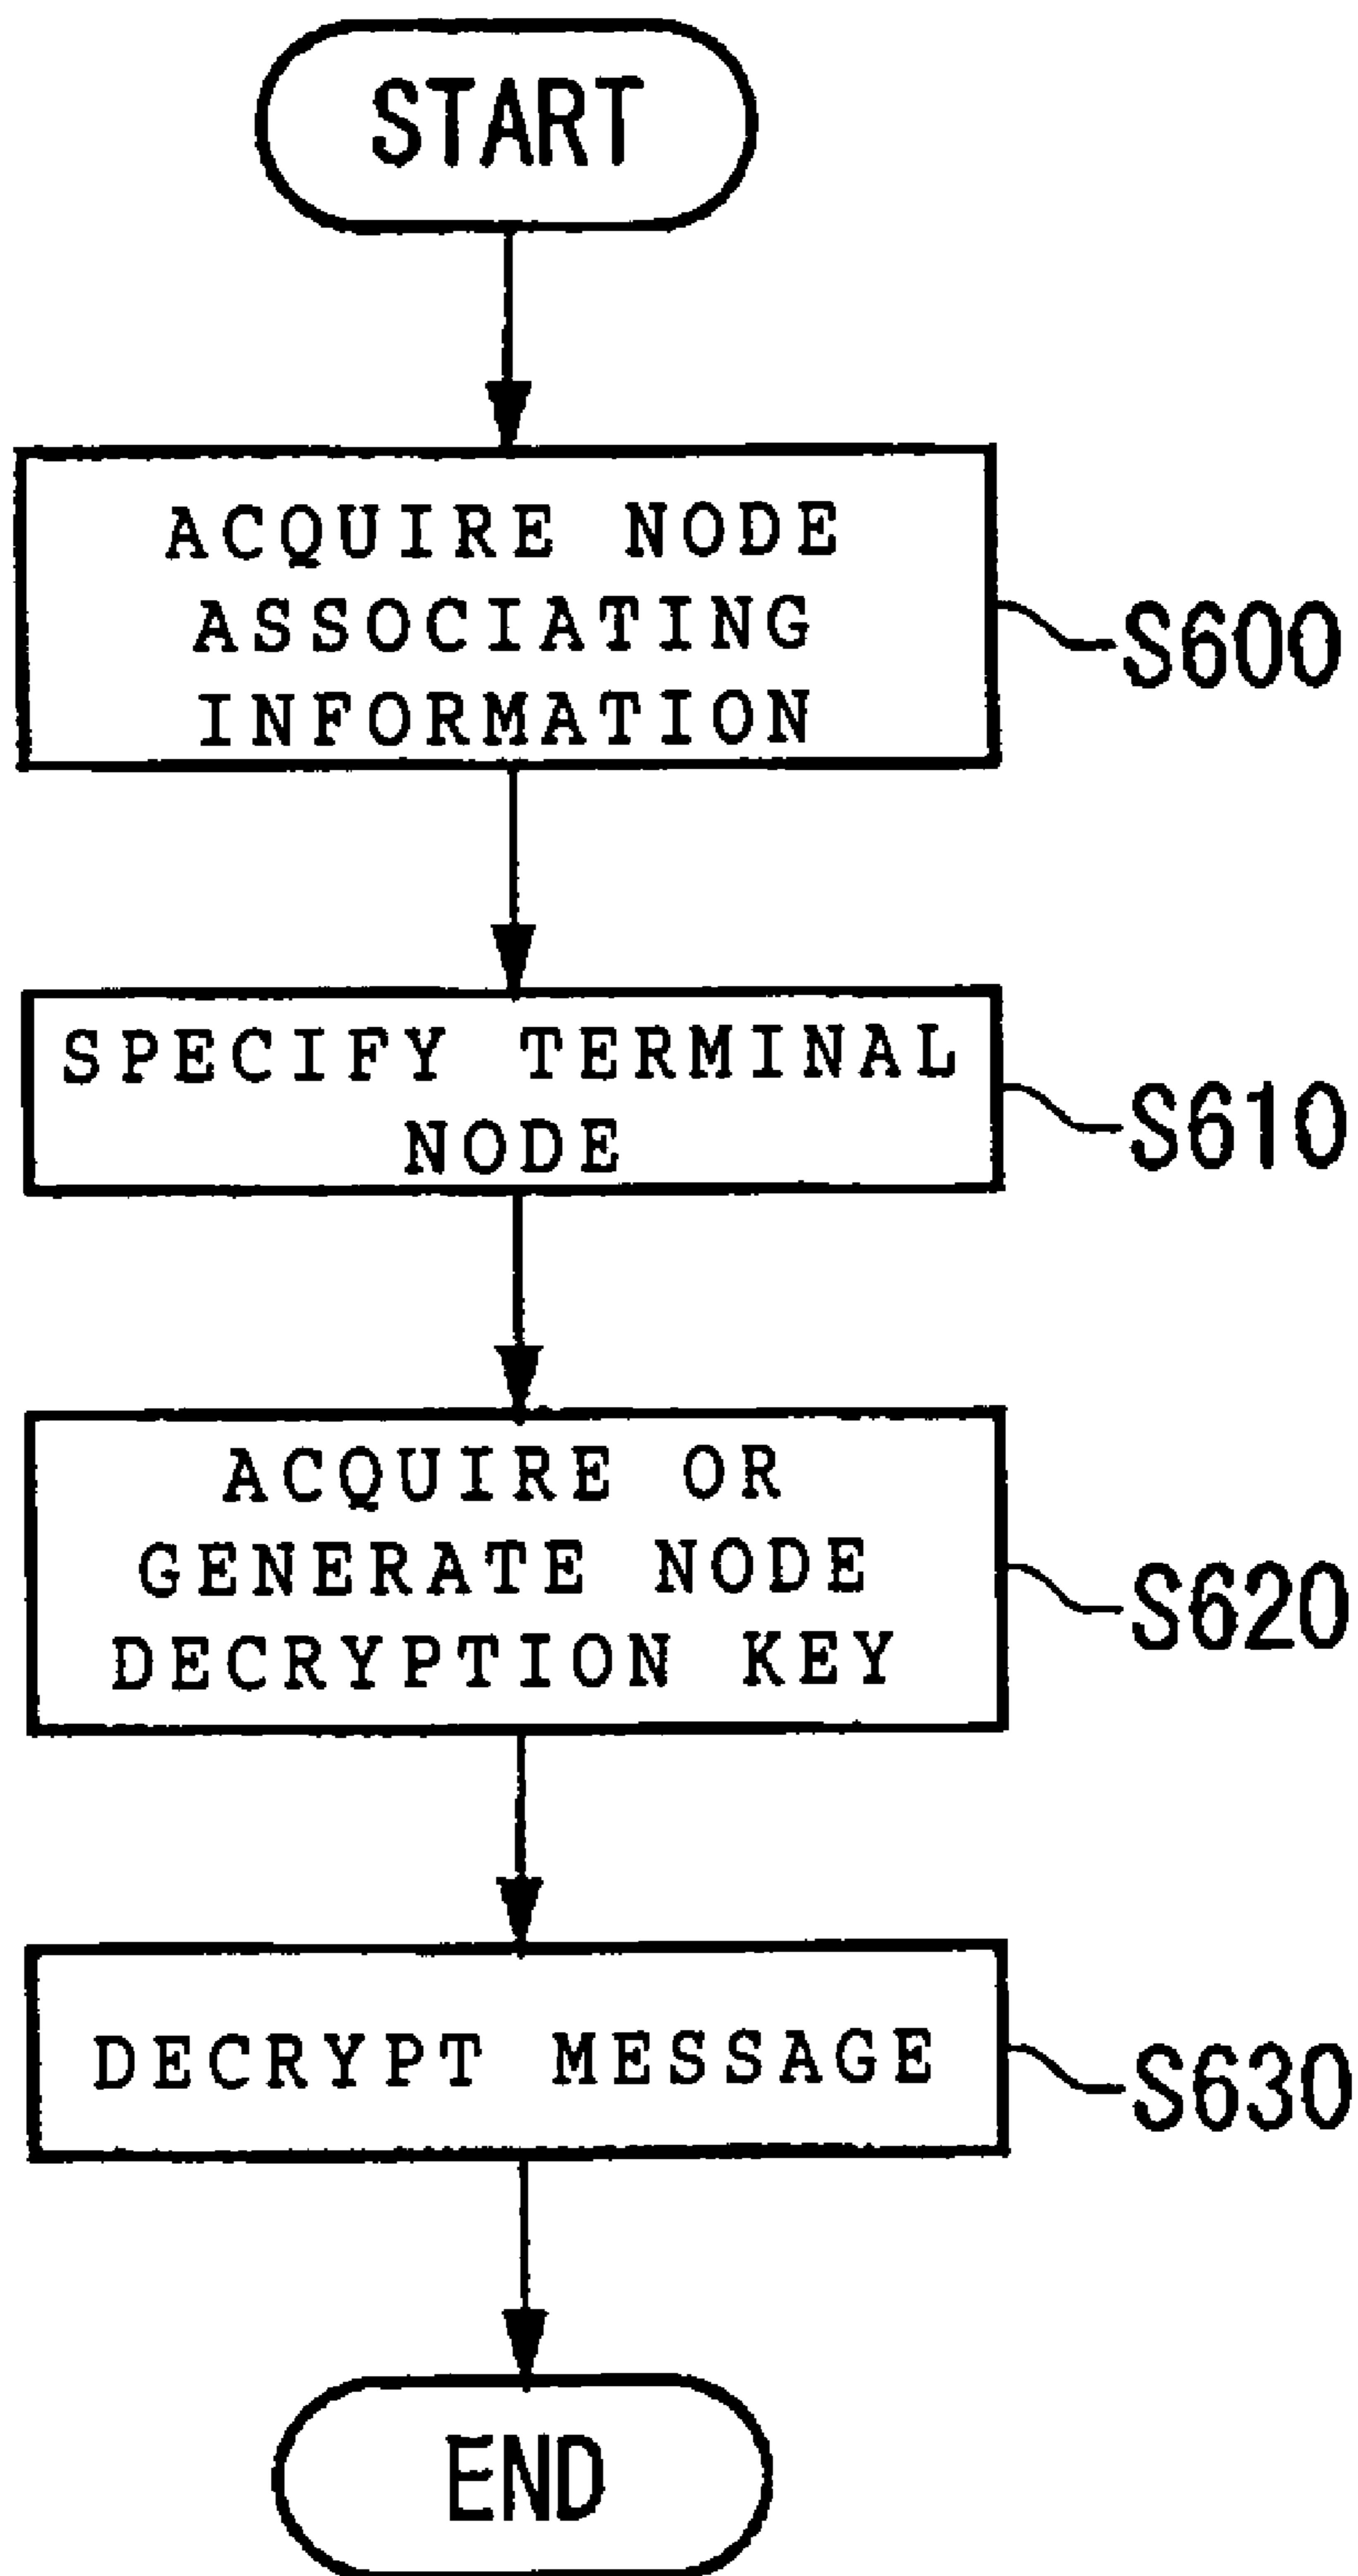 START
ACQUIRE NODE
ASSOCIATING
INFORMATION
S600
SPECIFY TERMINAL
NODE
S610
ACQUIRE OR
GENERATE NODE
DECRYPTION KEY
S620
DECRYPT MESSAGE
S630
END